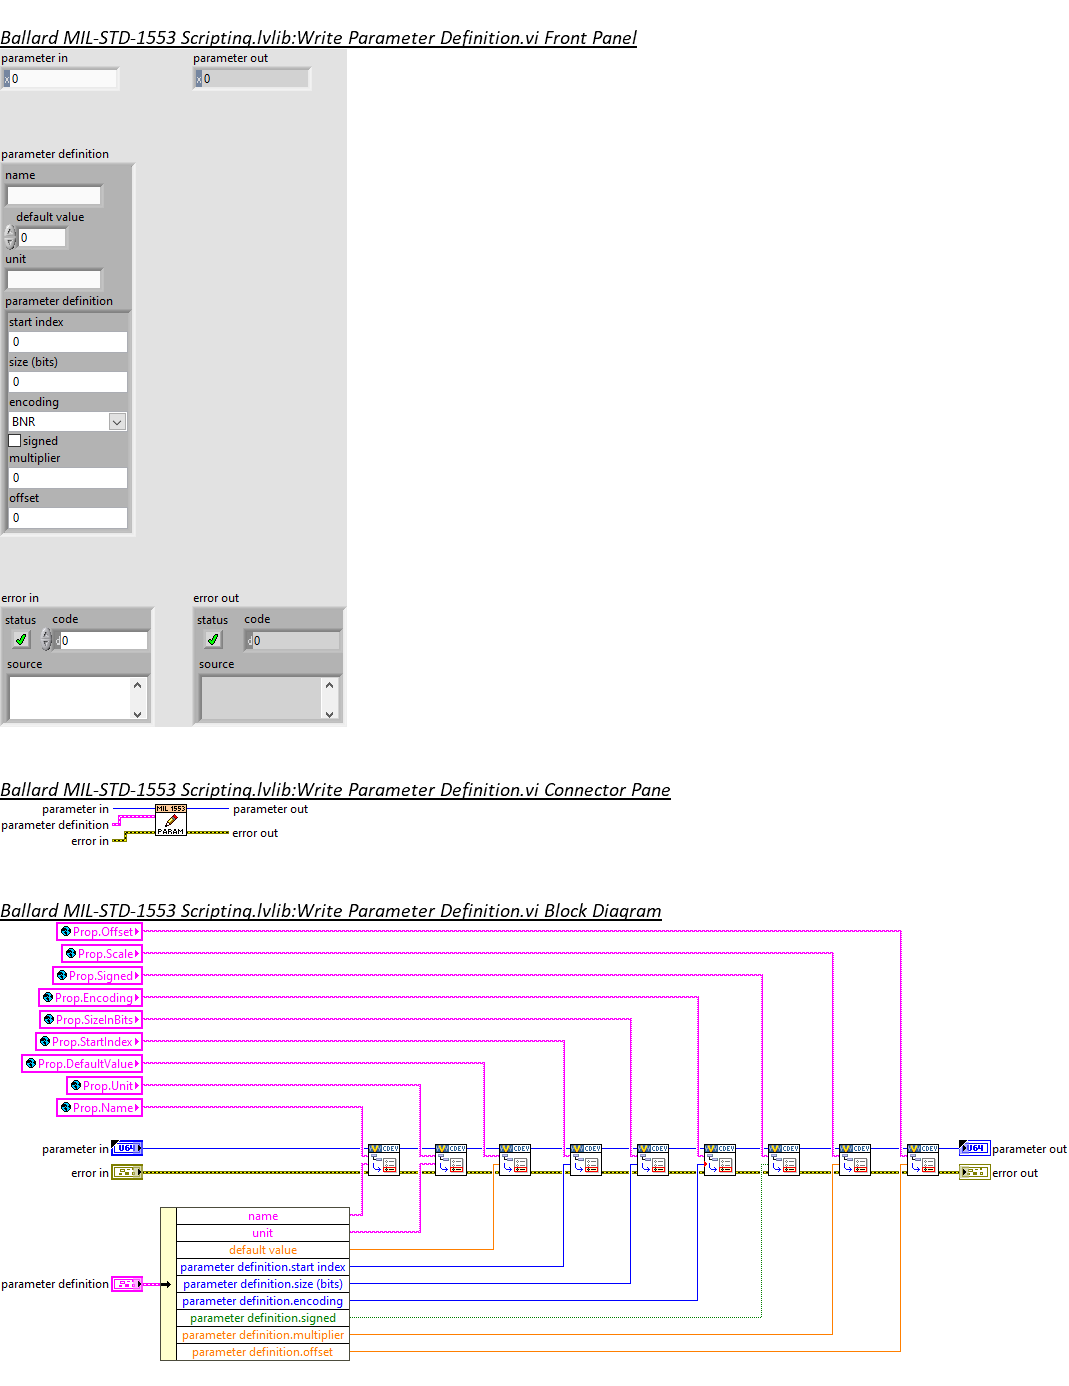 Ballard MIL-STD-1553 Scripting.lvlib:Write Parameter Definition.vi Front Panel
parameter in
parameter out
x 0
x 0
parameter definition
name
default value
0
unit
parameter definition
start index
0
size (bits)
0
encoding
BNR
signed
multiplier
0
offset
0
error in
error out
status code
status code
d 0
d 0
source
source
Ballard MIL-STD-1553 Scripting.lvlib:Write Parameter Definition.vi Connector Pane
parameter in
MIL 1553
parameter out
parameter definition
PARAM
error out
error in
Ballard MIL-STD-1553 Scripting.lvlib:Write Parameter Definition.vi Block Diagram
Prop.Offset
Prop.Scale
Prop.Signed
Prop.Encoding
Prop.SizeInBits
Prop.StartIndex
Prop.DefaultValue
Prop.Unit
Prop.Name
parameter in U64 CDEV CDEV CDEV CDEV CDEV CDEV CDEV CDEV CDEV U64 parameter out
error in
error out
name
unit
default value
parameter definition.start index
parameter definition
parameter definition.size (bits)
parameter definition.encoding
parameter definition.signed
parameter definition.multiplier
parameter definition.offset